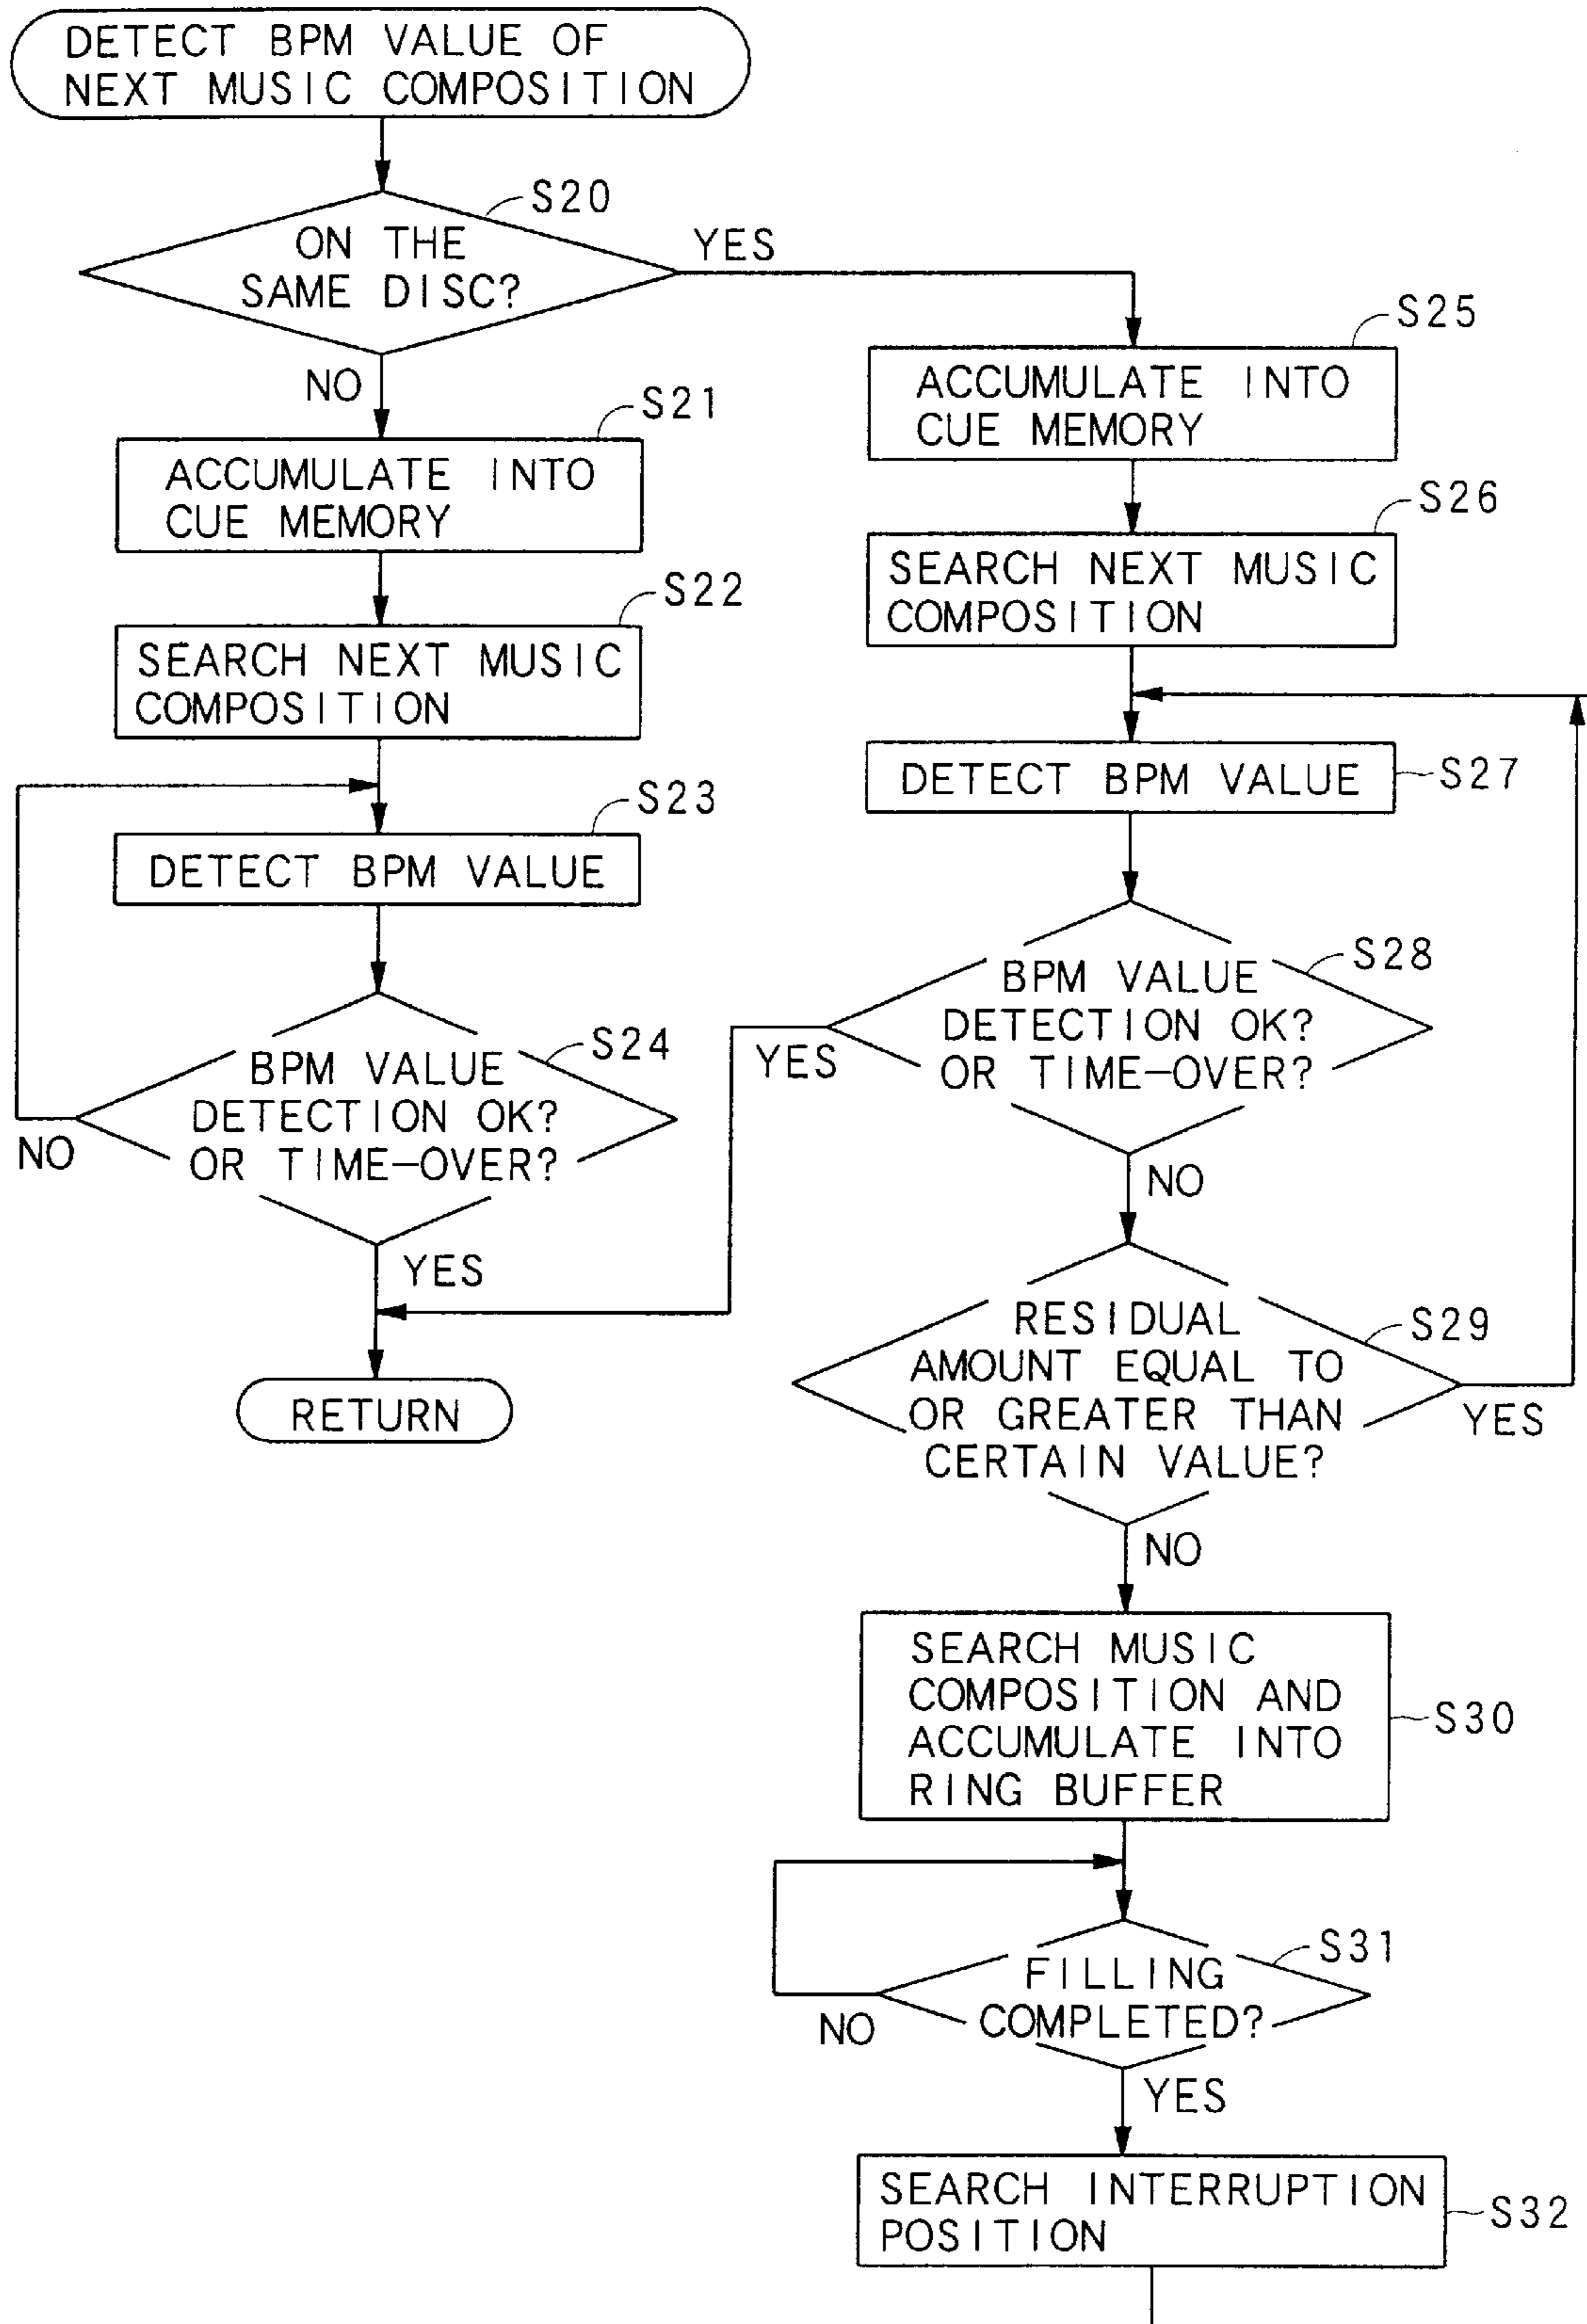 DETECT BPM VALUE OF
NEXT MUSIC COMPOSITION
S20
ON THE
SAME DISC?
YES
NO
S21
ACCUMULATE INTO
CUE MEMORY
S22
SEARCH NEXT MUSIC
COMPOSITION
S23
DETECT BPM VALUE
S24
BPM VALUE
DETECTION OK?
OR TIME-OVER?
NO
YES
RETURN
S25
ACCUMULATE INTO
CUE MEMORY
S26
SEARCH NEXT MUSIC
COMPOSITION
DETECT BPM VALUE
S27
S28
BPM VALUE
DETECTION OK?
OR TIME-OVER?
YES
NO
S29
RESIDUAL
AMOUNT EQUAL TO
OR GREATER THAN
CERTAIN VALUE?
YES
NO
SEARCH MUSIC
COMPOSITION AND
ACCUMULATE INTO
RING BUFFER
S30
S31
FILLING
COMPLETED?
NO
YES
SEARCH INTERRUPTION
POSITION
S32